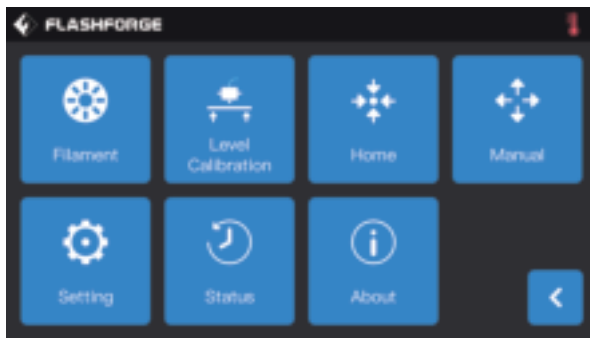 FLASHFORGE
Filament
Level
Calibration
Home
Manual
Setting
Status
About